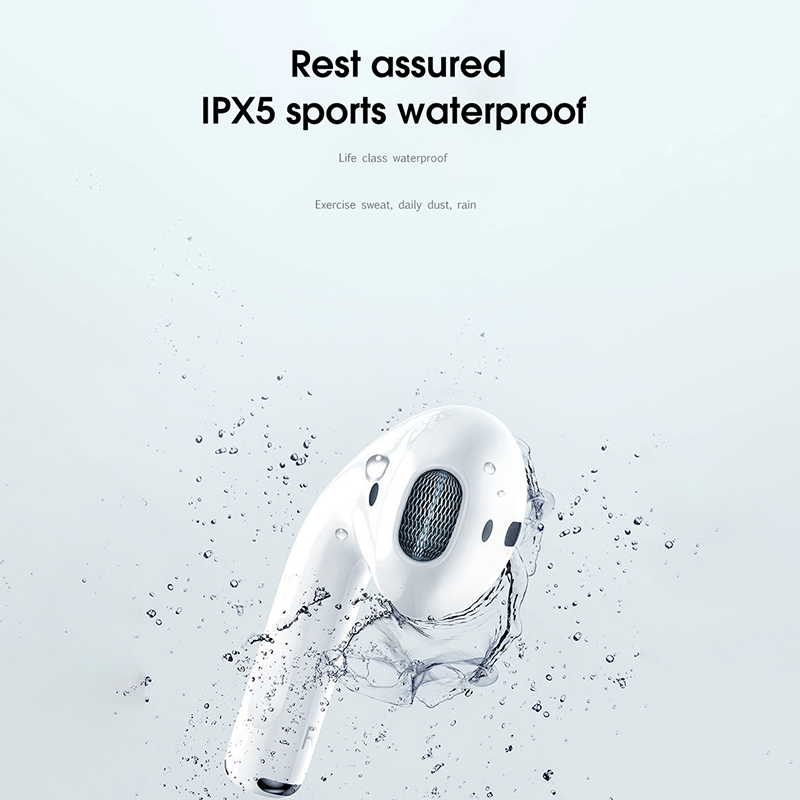 Rest assured
IPX5 sports waterproof
Life class waterproof
Exercise sweat, daily dust, rain